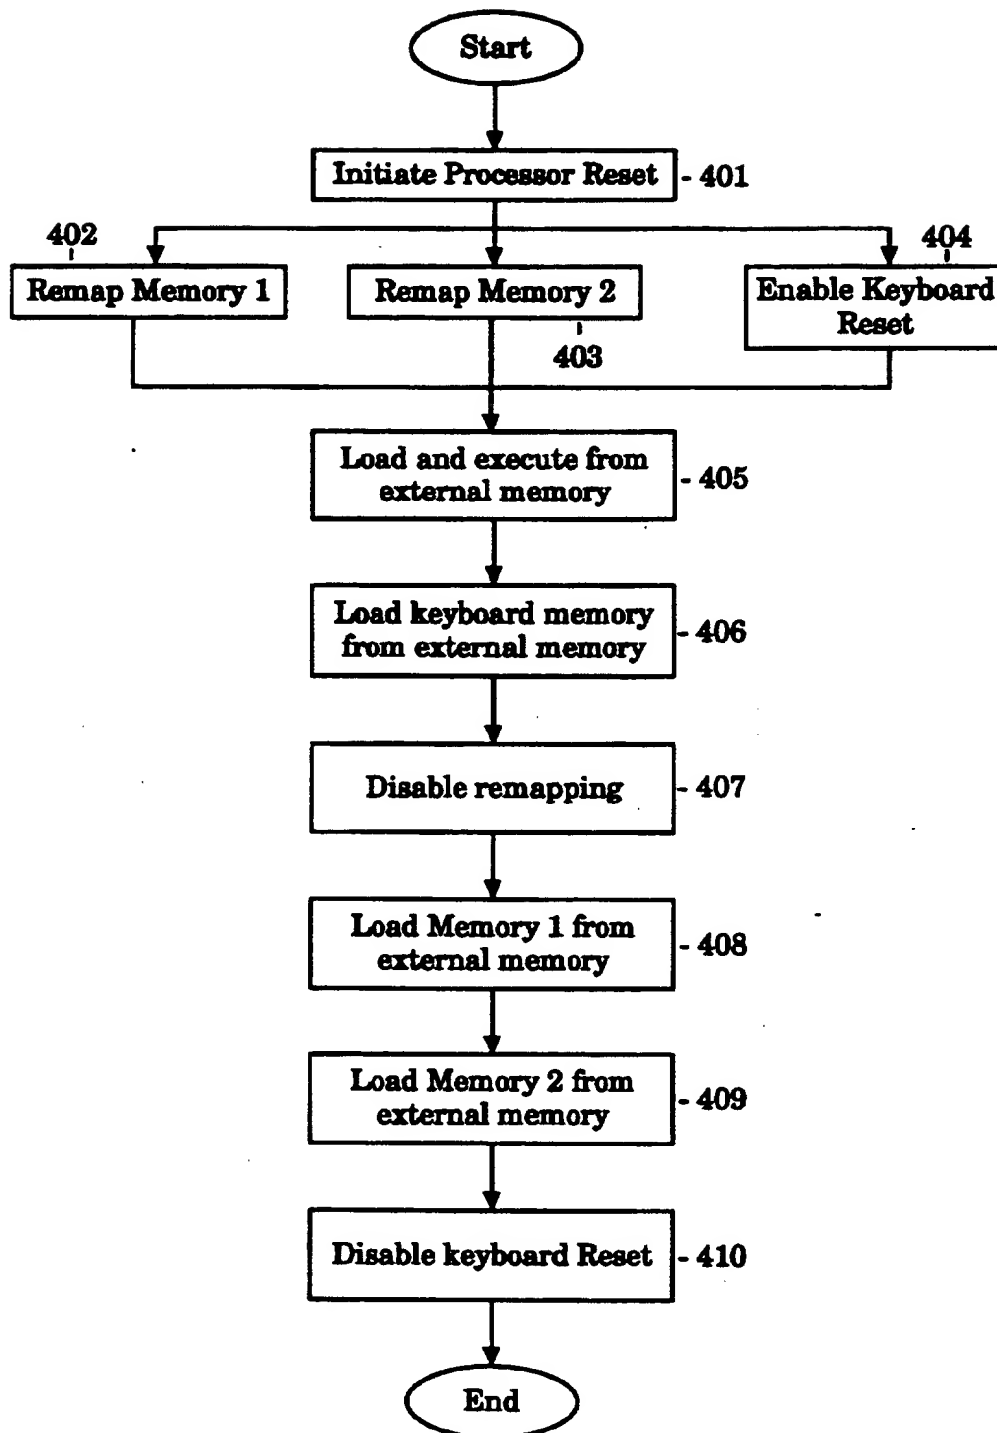 Start
Initiate Processor Reset
- 401
402
404
Remap Memory 1
Remap Memory 2
Enable Keyboard
Reset
403
Load and execute from
external memory
- 405
Load keyboard memory
from external memory
- 406
Disable remapping
- 407
Load Memory 1 from
external memory
- 408
Load Memory 2 from
external memory
- 409
Disable keyboard Reset
- 410
End